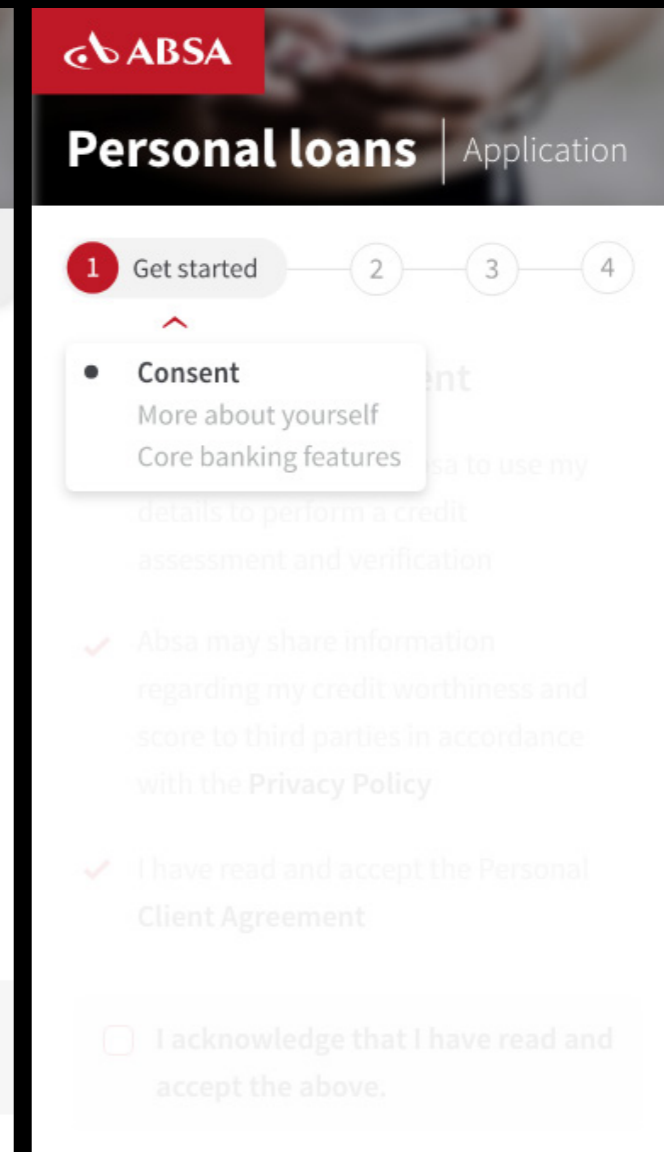 ABSA
Personal loans | Application
1 Get started 2 3 4
Consent
More about yourself
Core banking features
to use my
details to perform a credit
assessment and verification
Absa may share information
regarding my credit worthiness and
score to third parties in accordance
with the Privacy Policy
I have read and accept the Personal
Client Agreement
I acknowledge that I have read and
accept the above.